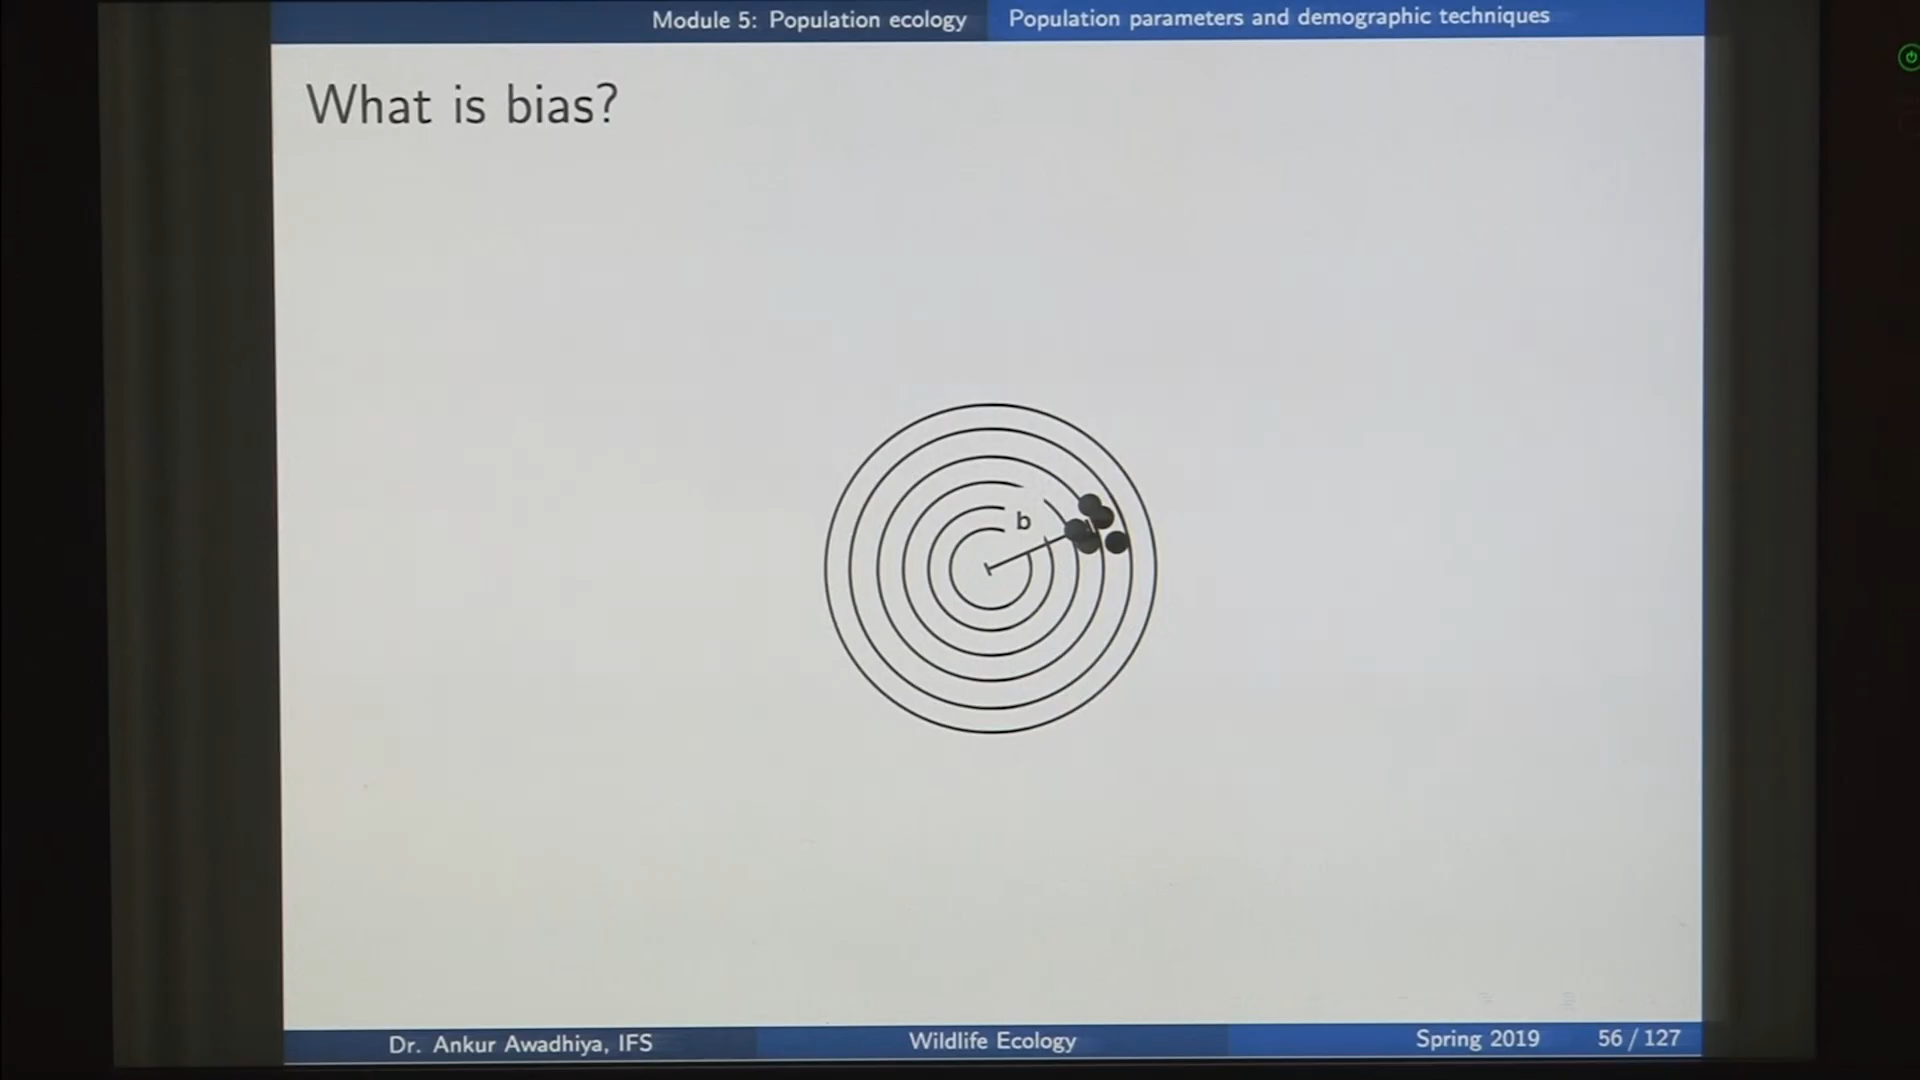 Module 5: Population ecology
Population parameters and demographic techniques
What is bias?
b
Dr. Ankur Awadhiya, IFS
Wildlife Ecology
Spring 2019
56 / 127